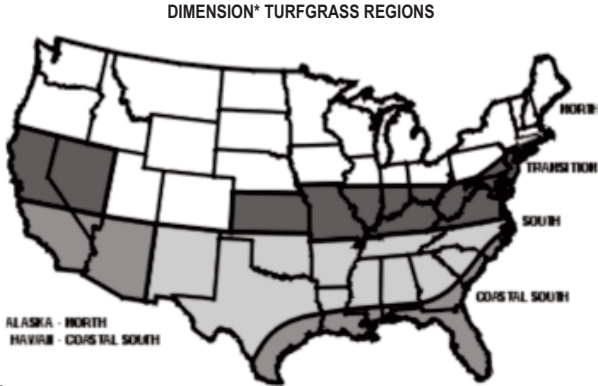 DIMENSION* TURFGRASS REGIONS
NORTH
TRANSITION
SOUTH
COASTAL SOUTH
ALASKA - NORTH
HAWAII - COASTAL SOUTH